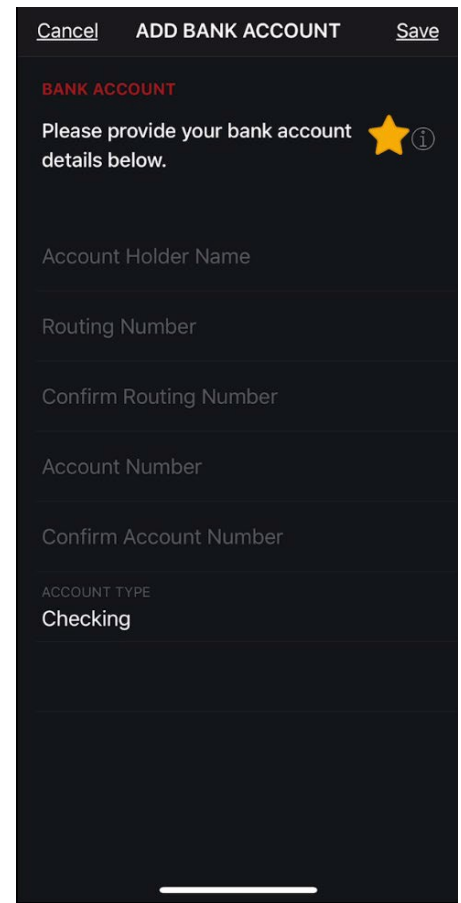 Cancel ADD BANK ACCOUNT Save
BANK ACCOUNT
Please provide your bank account
details below.
Account Holder Name
Routing Number
Confirm Routing Number
Account Number
Confirm Account Number
ACCOUNT TYPE
Checking